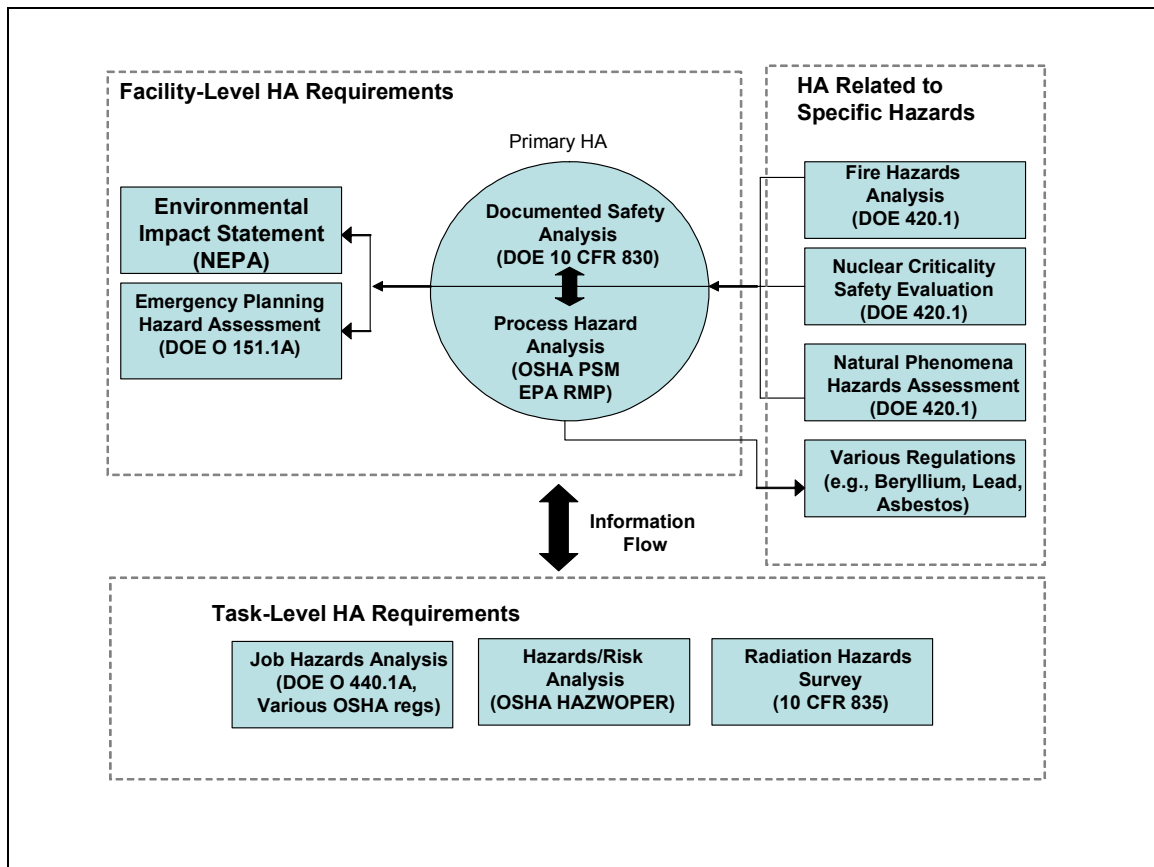 Facility-Level HA Requirements
Primary HA
Environmental
Impact Statement
(NEPA)
Emergency Planning
Hazard Assessment
(DOE O 151.1A)
Documented Safety
Analysis
(DOE 10 CFR 830)
Process Hazard
Analysis
(OSHA PSM
EPA RMP)
HA Related to
Specific Hazards
Fire Hazards
Analysis
(DOE 420.1)
Nuclear Criticality
Safety Evaluation
(DOE 420.1)
Natural Phenomena
Hazards Assessment
(DOE 420.1)
Various Regulations
(e.g., Beryllium, Lead,
Asbestos)
Information
Flow
Task-Level HA Requirements
Job Hazards Analysis
(DOE O 440.1A,
Various OSHA regs)
Hazards/Risk
Analysis
(OSHA HAZWOPER)
Radiation Hazards
Survey
(10 CFR 835)